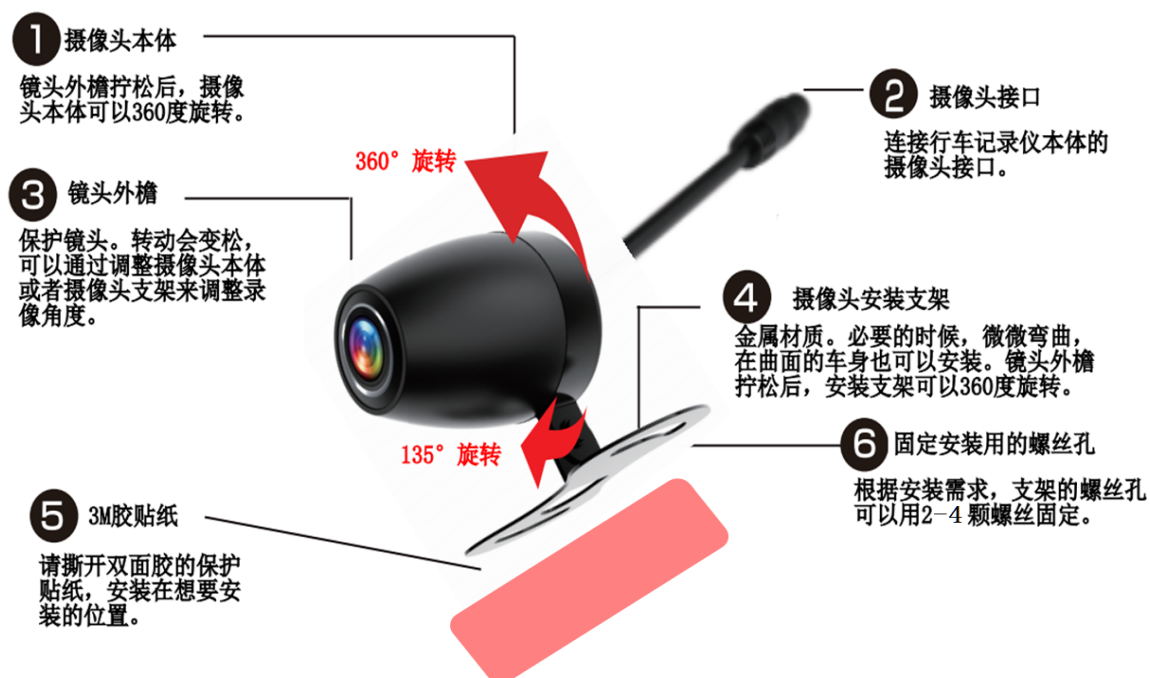 1 摄像头本体
镜头外檐拧松后，摄像
头本体可以360度旋转。
2 摄像头接口
连接行车记录仪本体的
摄像头接口。
360° 旋转
3 镜头外檐
保护镜头。转动会变松，
可以通过调整摄像头本体
或者摄像头支架来调整录
像角度。
4 摄像头安装支架
金属材质。必要的时候，微微弯曲，
在曲面的车身也可以安装。镜头外檐
拧松后，安装支架可以360度旋转。
135° 旋转
6 固定安装用的螺丝孔
根据安装需求，支架的螺丝孔
可以用2-4 颗螺丝固定。
5 3M胶贴纸
请撕开双面胶的保护
贴纸，安装在想要安
装的位置。